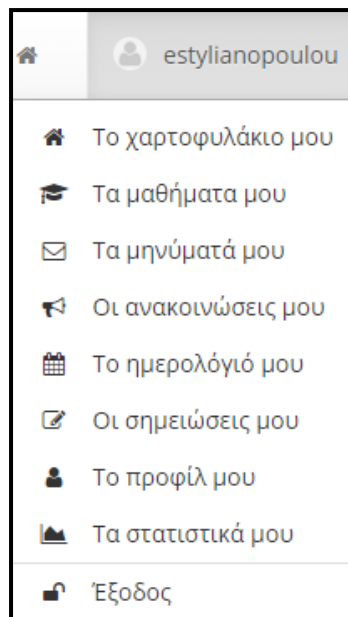 estylianopoulou
Το χαρτοφυλάκιο μου
Τα μαθήματα μου
Τα μηνύματά μου
Οι ανακοινώσεις μου
Το ημερολόγιό μου
Οι σημειώσεις μου
Το προφίλ μου
Τα στατιστικά μου
Έξοδος